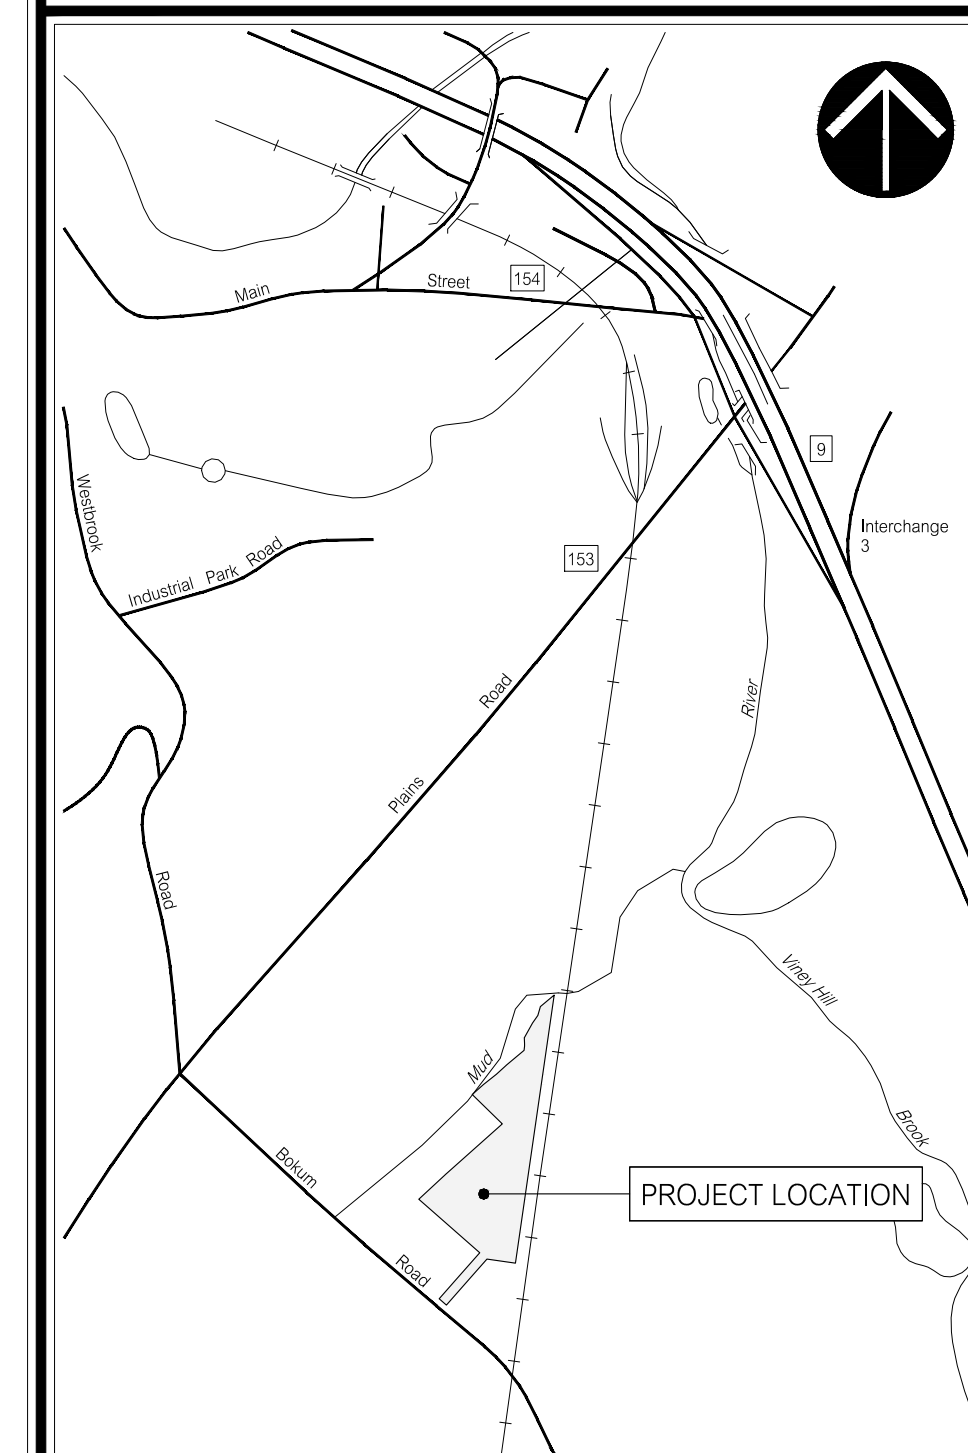 Main
Street
154
9
Westbrook
Interchange
3
Industrial Park Road
153
Road
River
Plains
Road
Viney Hill
Mud
Brook
Bokum
PROJECT LOCATION
Road